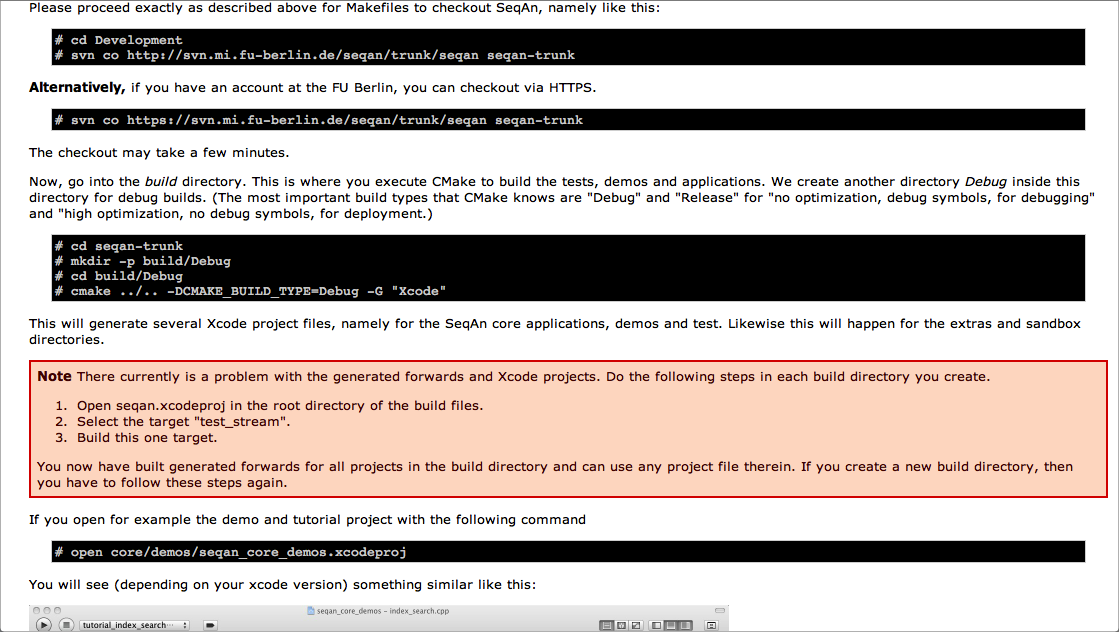 Please proceed exactly as described above for Makefiles to checkout SeqAn, namely like this:
# cd Development
# svn co http://svn.mi.fu-berlin.de/seqan/trunk/seqan seqan-trunk
Alternatively, if you have an account at the FU Berlin, you can checkout via HTTPS.
# svn co https://svn.mi.fu-berlin.de/seqan/trunk/seqan seqan-trunk
The checkout may take a few minutes.
Now, go into the build directory. This is where you execute CMake to build the tests, demos and applications. We create another directory Debug inside this
directory for debug builds. (The most important build types that CMake knows are "Debug" and "Release" for "no optimization, debug symbols, for debugging"
and "high optimization, no debug symbols, for deployment.)
# cd seqan-trunk
# mkdir -p build/Debug
# cd build/Debug
# cmake ../.. -DCMAKE_BUILD_TYPE=Debug -G "Xcode"
This will generate several Xcode project files, namely for the SeqAn core applications, demos and test. Likewise this will happen for the extras and sandbox
directories.
Note There currently is a problem with the generated forwards and Xcode projects. Do the following steps in each build directory you create.
1. Open seqan.xcodeproj in the root directory of the build files.
2. Select the target "test_stream".
3. Build this one target.
You now have built generated forwards for all projects in the build directory and can use any project file therein. If you create a new build directory, then
you have to follow these steps again.
If you open for example the demo and tutorial project with the following command
# open core/demos/seqan_core_demos.xcodeproj
You will see (depending on your xcode version) something similar like this:
seqan_core_demos – index_search.cpp
tutorial_index_search···